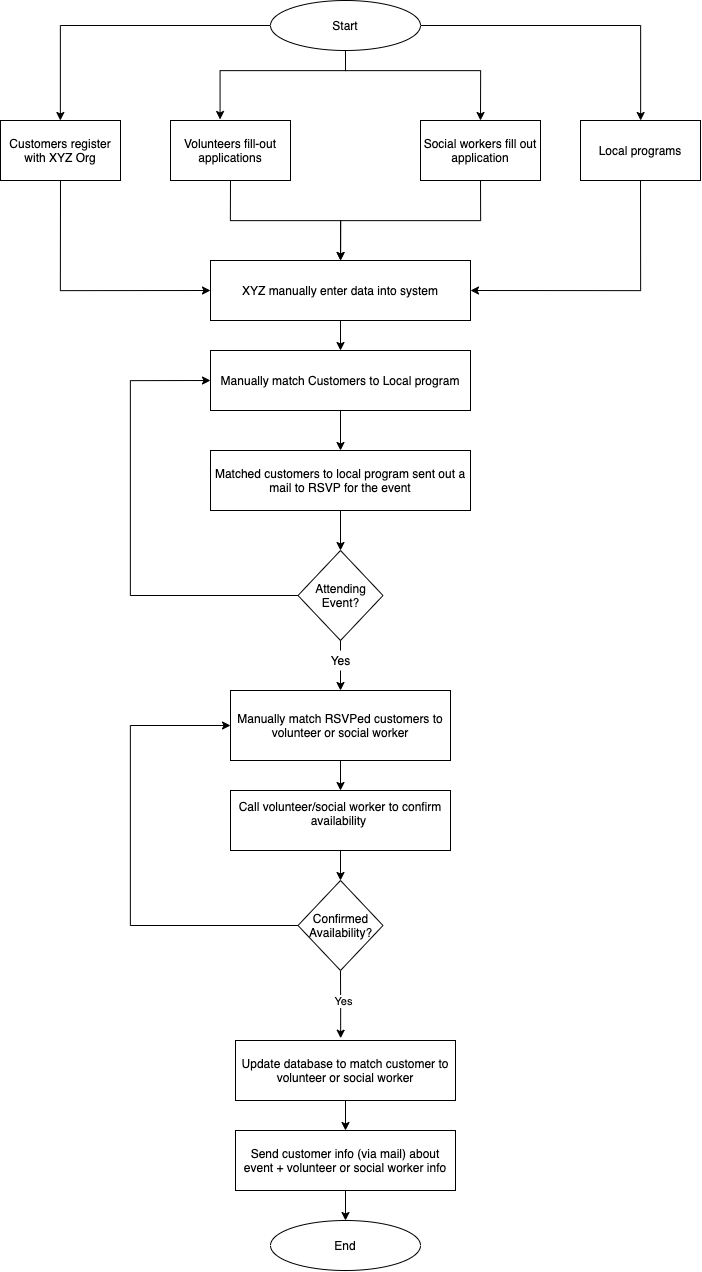 Start
Customers register
with XYZ Org
Volunteers fill-out
applications
Social workers fill out
application
Local programs
XYZ manually enter data into system
Manually match Customers to Local program
Matched customers to local program sent out a
mail to RSVP for the event
Attending
Event?
Yes
Manually match RSVPed customers to
volunteer or social worker
Call volunteer/social worker to confirm
availability
Confirmed
Availability?
Yes
Update database to match customer to
volunteer or social worker
Send customer info (via mail) about
event + volunteer or social worker info
End